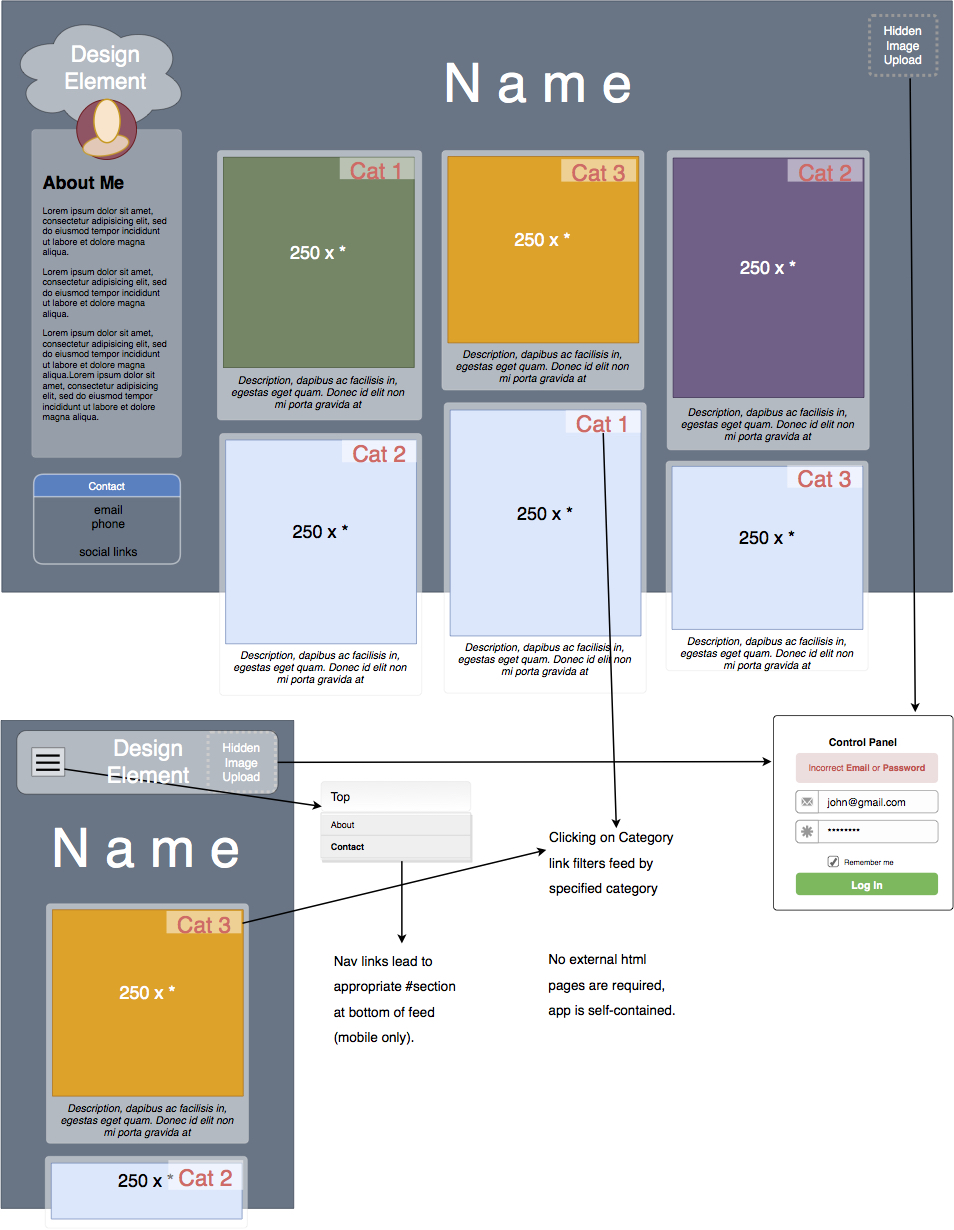 Design
Element
Name
Hidden
Image
Upload
About Me
Lorem ipsum dolor sit amet,
consectetur adipisicing elit, sed
do eiusmod tempor incididunt
ut labore et dolore magna
aliqua.
Lorem ipsum dolor sit amet,
consectetur adipisicing elit, sed
do eiusmod tempor incididunt
ut labore et dolore magna
aliqua.
Lorem ipsum dolor sit amet,
consectetur adipisicing elit, sed
do eiusmod tempor incididunt
ut labore et dolore magna
aliqua.Lorem ipsum dolor sit
amet, consectetur adipisicing
elit, sed do eiusmod tempor
incididunt ut labore et dolore
magna aliqua.
Contact
email
phone
social links
Cat 1
250 x *
Description, dapibus ac facilisis in,
egestas eget quam. Donec id elit non
mi porta gravida at
Cat 3
250 x *
Description, dapibus ac facilisis in,
egestas eget quam. Donec id elit non
mi porta gravida at
Cat 2
250 x *
Description, dapibus ac facilisis in,
egestas eget quam. Donec id elit non
mi porta gravida at
Cat 2
250 x *
Description, dapibus ac facilisis in,
egestas eget quam. Donec id elit non
mi porta gravida at
Cat 1
250 x *
Description, dapibus ac facilisis in,
egestas eget quam. Donec id elit non
mi porta gravida at
Cat 3
250 x *
Description, dapibus ac facilisis in,
egestas eget quam. Donec id elit non
mi porta gravida at
Design
Element
Hidden
Image
Upload
Name
Cat 3
250 x *
Description, dapibus ac facilisis in,
egestas eget quam. Donec id elit non
mi porta gravida at
250 x * Cat 2
Top
About
Contact
Nav links lead to
appropriate #section
at bottom of feed
(mobile only).
Clicking on Category
link filters feed by
specified category
No external html
pages are required,
app is self-contained.
Control Panel
Incorrect Email or Password
john@gmail.com
********
Remember me
Log In